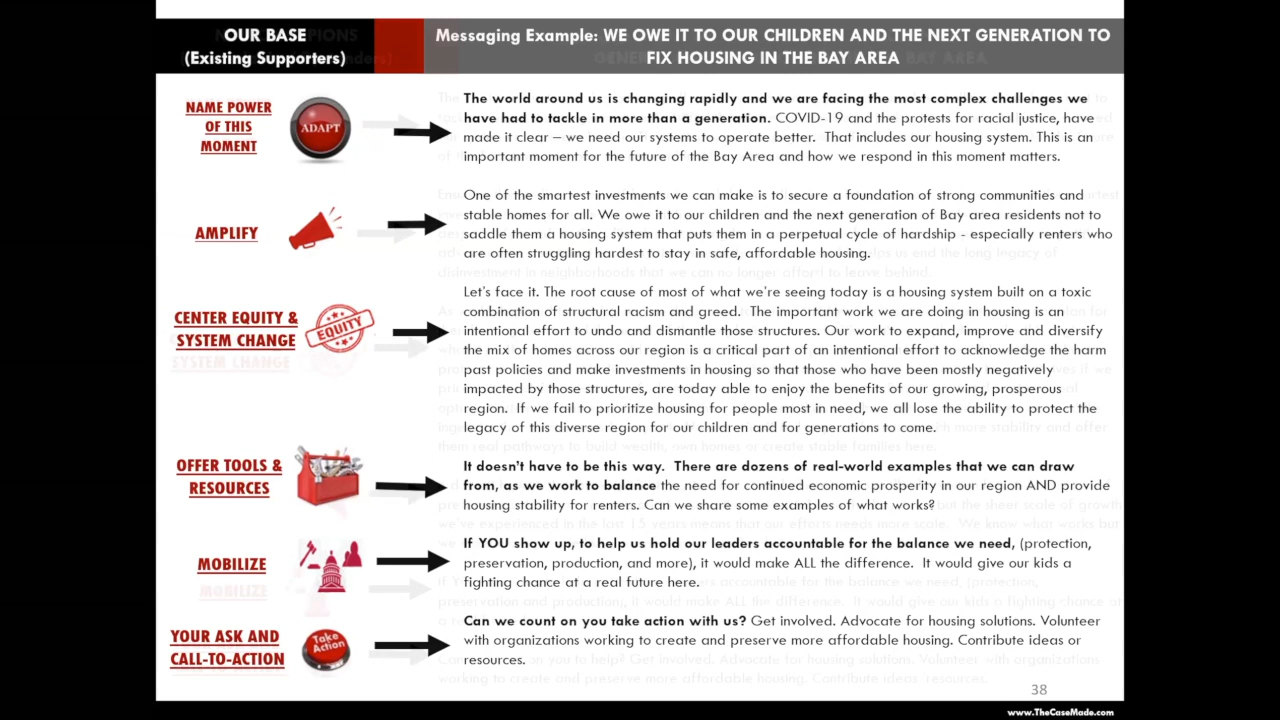 OUR BASE
(Existing Supporters)
Messaging Example: WE OWE IT TO OUR CHILDREN AND THE NEXT GENERATION TO
FIX HOUSING IN THE BAY AREA
NAME POWER
OF THIS
MOMENT
ADAPT
The world around us is changing rapidly and we are facing the most complex challenges we
have had to tackle in more than a generation. COVID-19 and the protests for racial justice, have
made it clear – we need our systems to operate better. That includes our housing system. This is an
important moment for the future of the Bay Area and how we respond in this moment matters.
AMPLIFY
One of the smartest investments we can make is to secure a foundation of strong communities and
stable homes for all. We owe it to our children and the next generation of Bay area residents not to
saddle them a housing system that puts them in a perpetual cycle of hardship - especially renters who
are often struggling hardest to stay in safe, affordable housing.
CENTER EQUITY &
SYSTEM CHANGE
EQUITY
Let's face it. The root cause of most of what we're seeing today is a housing system built on a toxic
combination of structural racism and greed. The important work we are doing in housing is an
intentional effort to undo and dismantle those structures. Our work to expand, improve and diversify
the mix of homes across our region is a critical part of an intentional effort to acknowledge the harm
past policies and make investments in housing so that those who have been mostly negatively
impacted by those structures, are today able to enjoy the benefits of our growing, prosperous
region. If we fail to prioritize housing for people most in need, we all lose the ability to protect the
legacy of this diverse region for our children and for generations to come.
OFFER TOOLS &
RESOURCES
It doesn't have to be this way. There are dozens of real-world examples that we can draw
from, as we work to balance the need for continued economic prosperity in our region AND provide
housing stability for renters. Can we share some examples of what works?
MOBILIZE
If YOU show up, to help us hold our leaders accountable for the balance we need, (protection,
preservation, production, and more), it would make ALL the difference. It would give our kids a
fighting chance at a real future here.
YOUR ASK AND
CALL-TO-ACTION
Take
Action
Can we count on you take action with us? Get involved. Advocate for housing solutions. Volunteer
with organizations working to create and preserve more affordable housing. Contribute ideas or
resources.
38
www.TheCaseMade.com